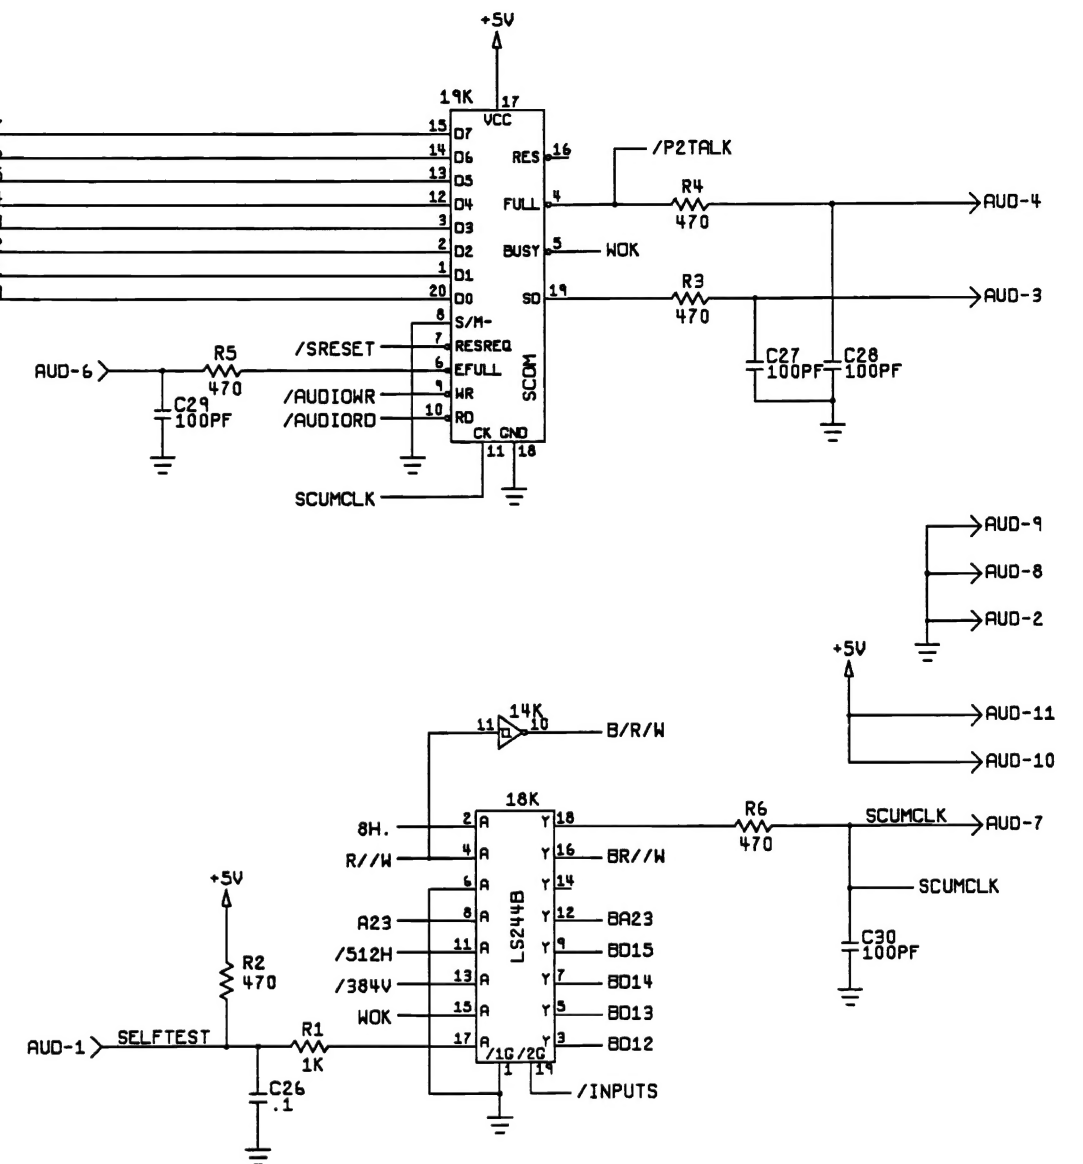 +5V
19K
17
VCC
15 D7
14 D6
13 D5
12 D4
3 D3
2 D2
1 D1
20 D0
8 S/M-
/SRESET 7 RESREQ
6 EFULL
/AUDIOWR 9 WR
/AUDIORD 10 RD
RES 16
FULL 4
/P2TALK
BUSY 5 WOK
SD 19
SCOM
CK GND
11 18
SCUMCLK
R4
470
AUD-4
R3
470
AUD-3
C27
100PF
C28
100PF
AUD-6
R5
470
C29
100PF
AUD-9
AUD-8
AUD-2
+5V
AUD-11
AUD-10
14K
11 10
B/R/W
18K
8H. 2 A Y 18
R//W 4 A Y 16 BR//W
6 A Y 14
A23 8 A Y 12 BA23
/512H 11 A Y 9 BD15
/384V 13 A Y 7 BD14
WOK 15 A Y 5 BD13
17 A Y 3 BD12
LS244B
/1G /2G
1 19
/INPUTS
R6
470
SCUMCLK
AUD-7
SCUMCLK
C30
100PF
+5V
R2
470
AUD-1
SELFTEST
R1
1K
C26
.1